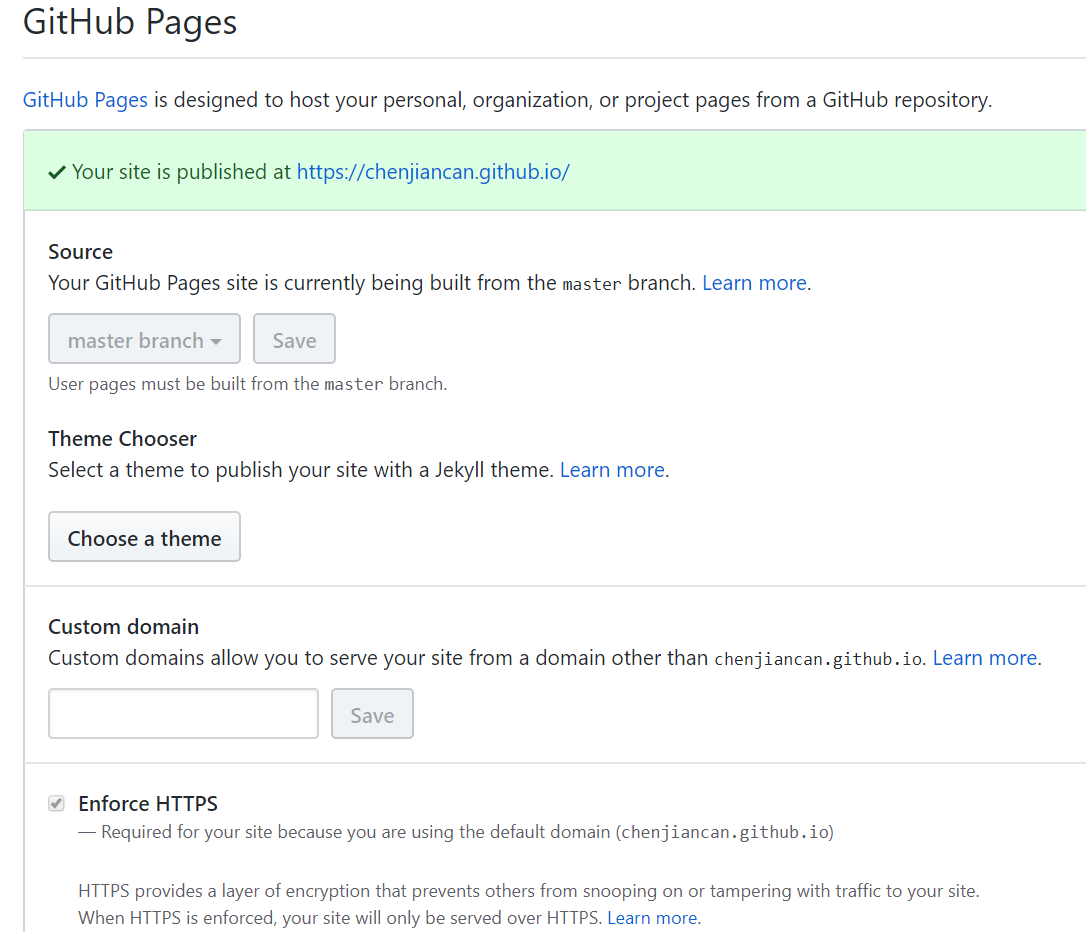 GitHub Pages
GitHub Pages is designed to host your personal, organization, or project pages from a GitHub repository.
Your site is published at https://chenjiancan.github.io/
Source
Your GitHub Pages site is currently being built from the master branch. Learn more.
master branch
Save
User pages must be built from the master branch.
Theme Chooser
Select a theme to publish your site with a Jekyll theme. Learn more.
Choose a theme
Custom domain
Custom domains allow you to serve your site from a domain other than chenjiancan.github.io. Learn more.
Save
Enforce HTTPS
— Required for your site because you are using the default domain (chenjiancan.github.io)
HTTPS provides a layer of encryption that prevents others from snooping on or tampering with traffic to your site.
When HTTPS is enforced, your site will only be served over HTTPS. Learn more.